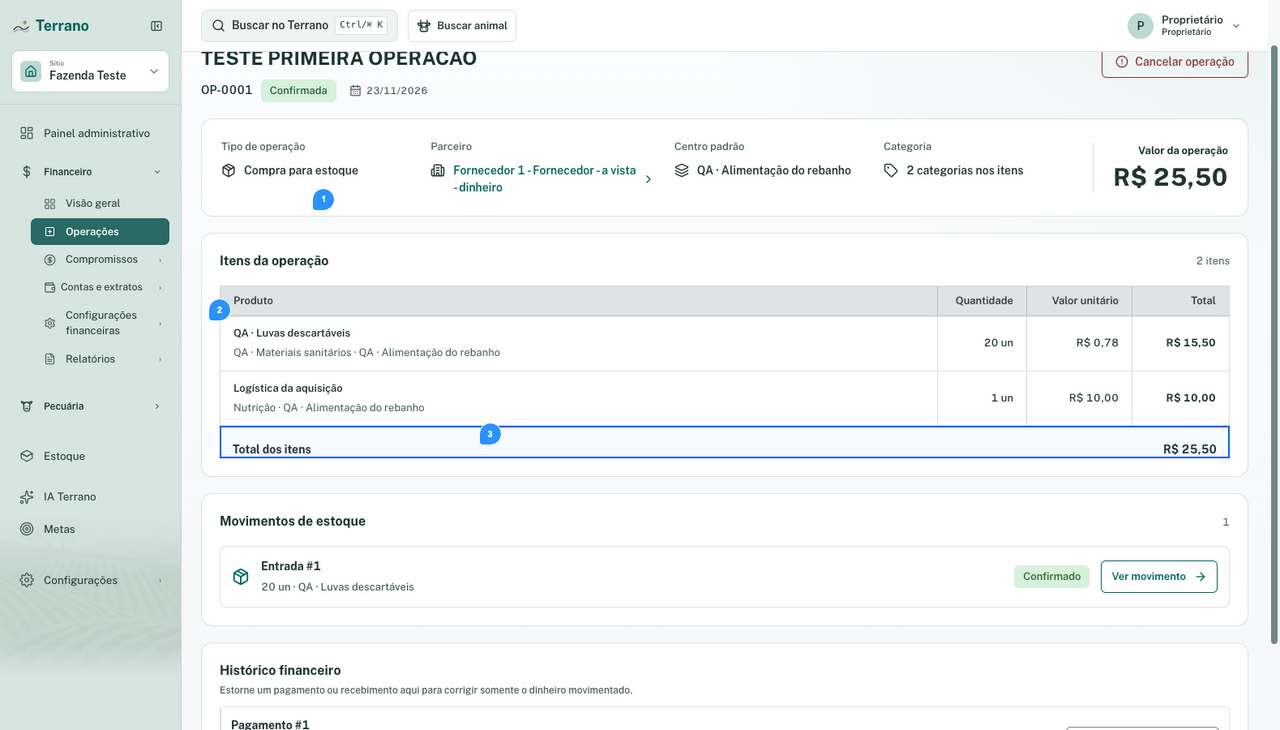 Terrano
Buscar no Terrano Ctrl/⌘ K
Buscar animal
P
Proprietário
Proprietário
Sítio
Fazenda Teste
Painel administrativo
Financeiro
Visão geral
Operações
Compromissos
Contas e extratos
Configurações
financeiras
Relatórios
Pecuária
Estoque
IA Terrano
Metas
Configurações
TESTE PRIMEIRA OPERACAO
Cancelar operação
OP-0001 Confirmada 23/11/2026
Tipo de operação
Compra para estoque
1
Parceiro
Fornecedor 1 - Fornecedor - a vista
- dinheiro
Centro padrão
QA · Alimentação do rebanho
Categoria
2 categorias nos itens
Valor da operação
R$ 25,50
Itens da operação 2 itens
2
Produto Quantidade Valor unitário Total
QA · Luvas descartáveis
QA · Materiais sanitários · QA · Alimentação do rebanho
20 un R$ 0,78 R$ 15,50
Logística da aquisição
Nutrição · QA · Alimentação do rebanho
1 un R$ 10,00 R$ 10,00
3
Total dos itens R$ 25,50
Movimentos de estoque 1
Entrada #1
20 un · QA · Luvas descartáveis
Confirmado Ver movimento
Histórico financeiro
Estorne um pagamento ou recebimento aqui para corrigir somente o dinheiro movimentado.
Pagamento #1